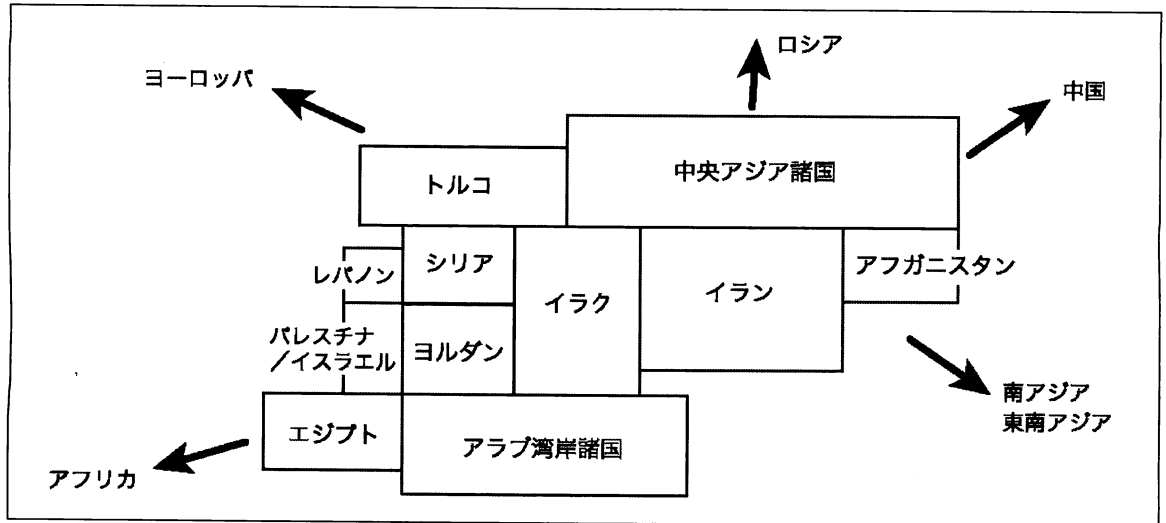 ロシア
ヨーロッパ
中国
トルコ
中央アジア諸国
レバノン
シリア
イラク
イラン
アフガニスタン
パレスチナ
／イスラエル
ヨルダン
南アジア
東南アジア
エジプト
アラブ湾岸諸国
アフリカ